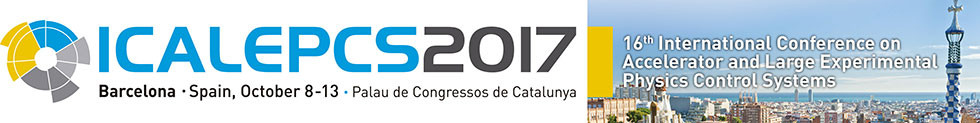 ICALEPCS2017
Barcelona · Spain, October 8-13 · Palau de Congressos de Catalunya
16th International Conference on
Accelerator and Large Experimental
Physics Control Systems